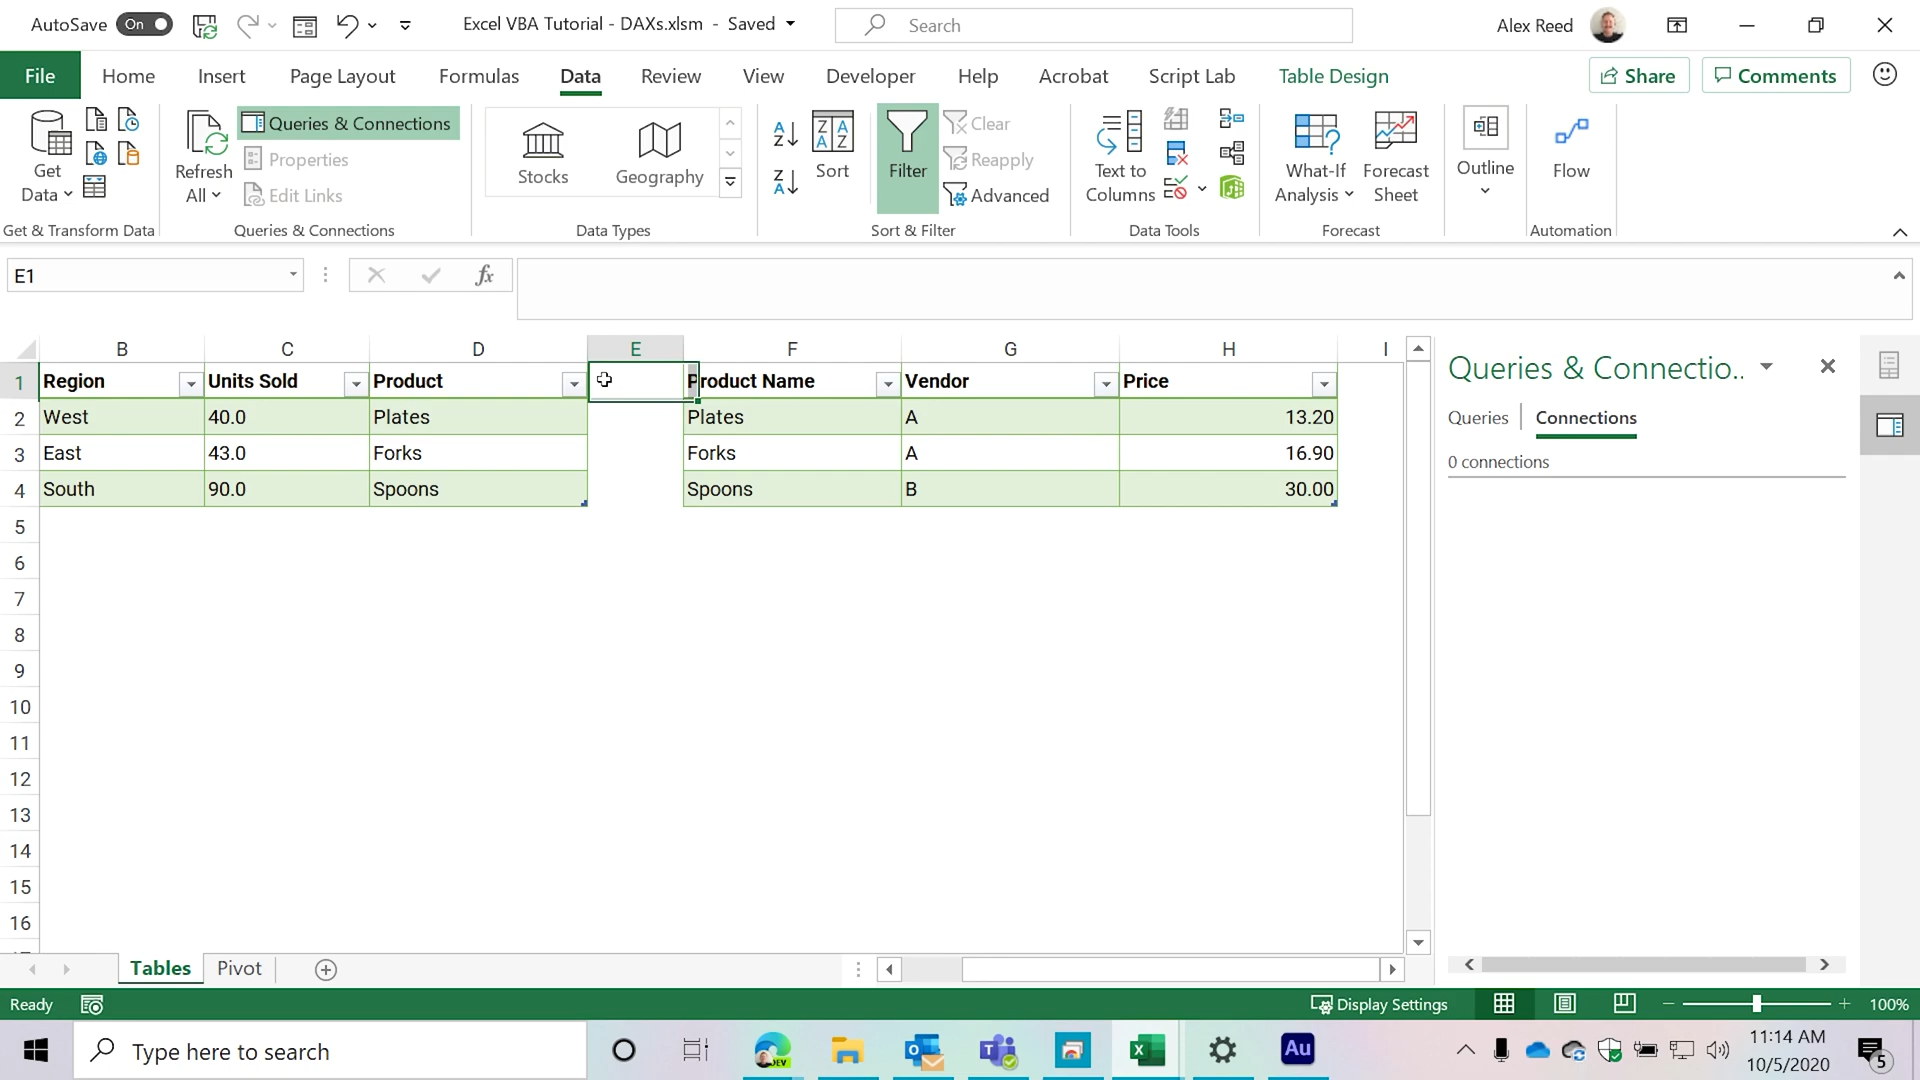 AutoSave On Excel VBA Tutorial - DAXs.xlsm - Saved Search Alex Reed
File Home Insert Page Layout Formulas Data Review View Developer Help Acrobat Script Lab Table Design Share Comments
Get Data
Refresh All
Queries & Connections
Properties
Edit Links
Stocks Geography
Sort
Filter
Clear
Reapply
Advanced
Text to Columns
What-If Analysis
Forecast Sheet
Outline
Flow
Get & Transform Data Queries & Connections Data Types Sort & Filter Data Tools Forecast Automation
E1 fx
B C D E F G H I
1 Region Units Sold Product Product Name Vendor Price
2 West 40.0 Plates Plates A 13.20
3 East 43.0 Forks Forks A 16.90
4 South 90.0 Spoons Spoons B 30.00
5
6
7
8
9
10
11
12
13
14
15
16
Queries & Connectio..
Queries Connections
0 connections
Tables Pivot
Ready Display Settings 100%
Type here to search DEV Au 11:14 AM
10/5/2020 5